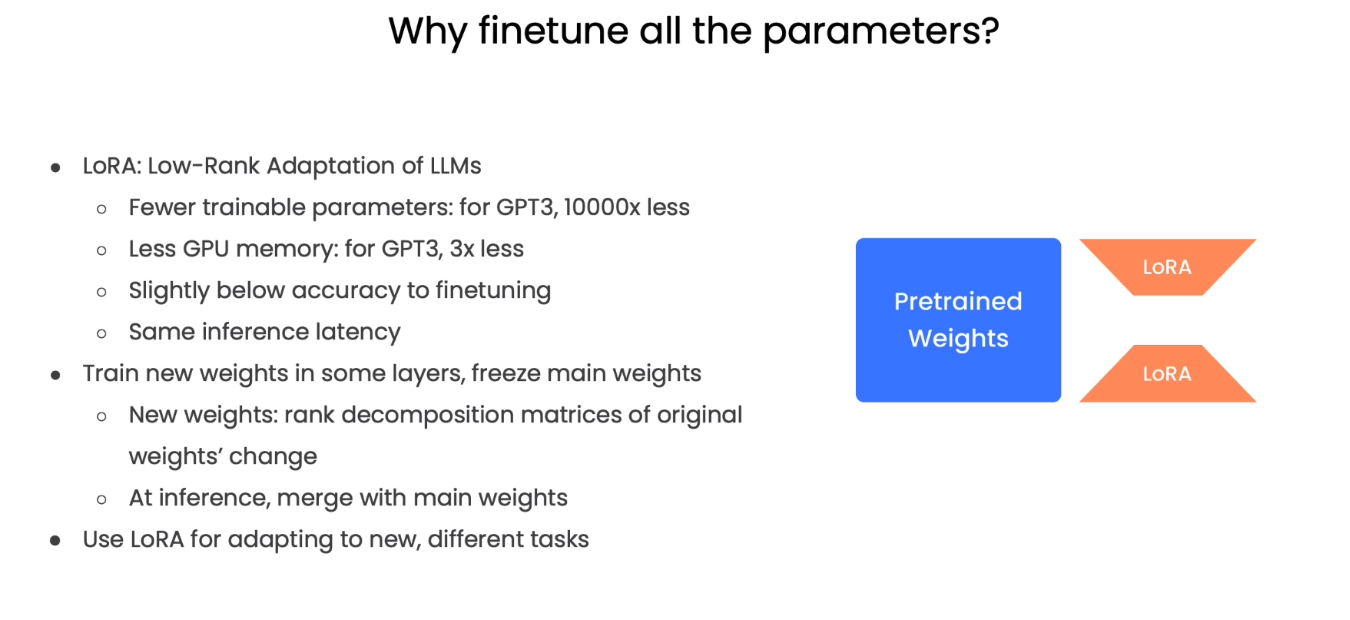 Why finetune all the parameters?
● LoRA: Low-Rank Adaptation of LLMs
○ Fewer trainable parameters: for GPT3, 10000x less
○ Less GPU memory: for GPT3, 3x less
○ Slightly below accuracy to finetuning
○ Same inference latency
● Train new weights in some layers, freeze main weights
○ New weights: rank decomposition matrices of original
weights’ change
○ At inference, merge with main weights
● Use LoRA for adapting to new, different tasks
Pretrained
Weights
LoRA
LoRA